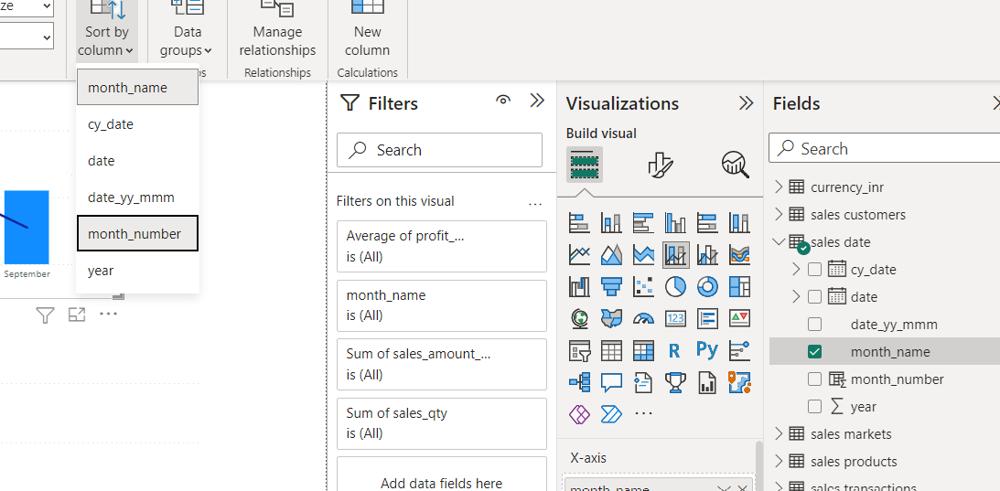 ze
Sort by
column
Data
groups
Manage
relationships
New
column
ps
Relationships
Calculations
month_name
cy_date
date
date_yy_mmm
month_number
year
September
Filters
Search
Filters on this visual
Average of profit_...
is (All)
month_name
is (All)
Sum of sales_amount_...
is (All)
Sum of sales_qty
is (All)
Add data fields here
Visualizations
Build visual
123
R
Py
X-axis
month_name
Fields
Search
currency_inr
sales customers
sales date
cy_date
date
date_yy_mmm
month_name
month_number
year
sales markets
sales products
sales transactions